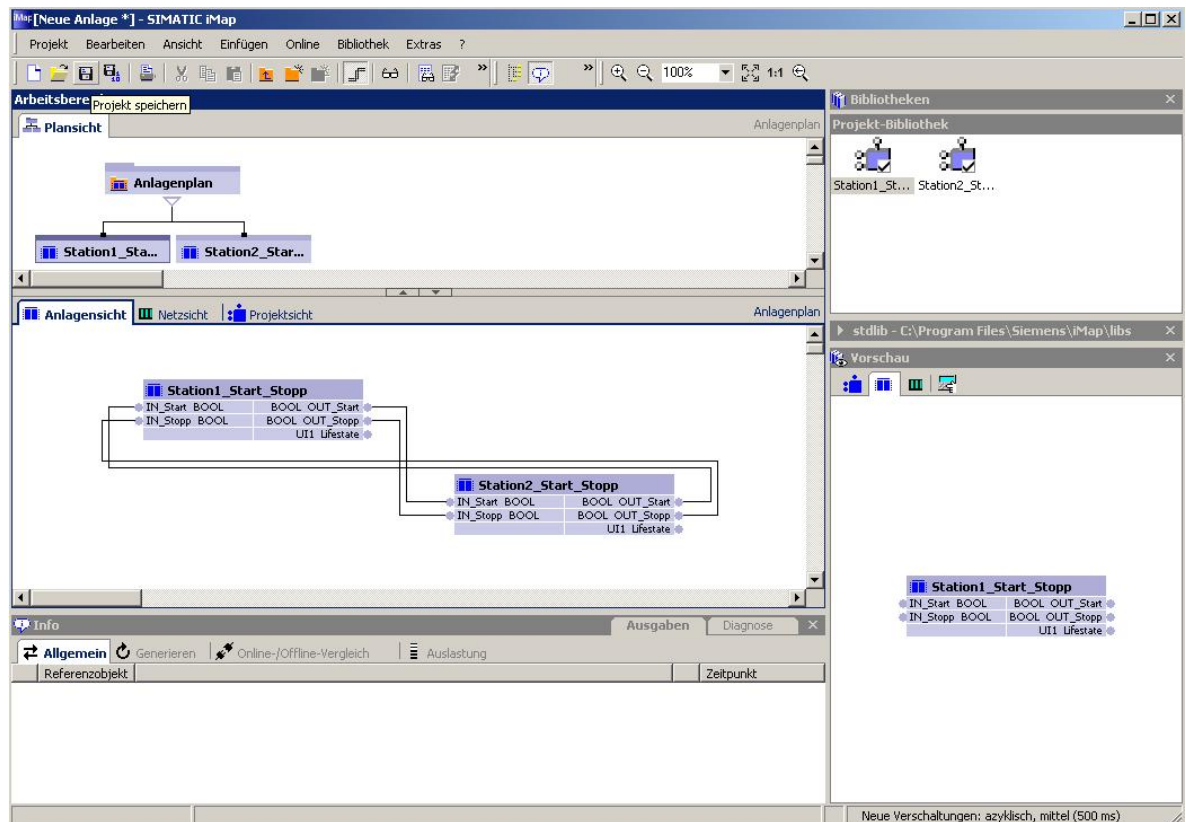 [Neue Anlage *] - SIMATIC iMap
Projekt Bearbeiten Ansicht Einfügen Online Bibliothek Extras ?
» » 100% 1:1
Projekt speichern
Plansicht Anlagenplan
Anlagenplan
Station1_Sta... Station2_Star...
Anlagensicht Netzsicht Projektsicht Anlagenplan
Station1_Start_Stopp
IN_Start BOOL BOOL OUT_Start
IN_Stopp BOOL BOOL OUT_Stopp
UI1 Lifestate
Station2_Start_Stopp
IN_Start BOOL BOOL OUT_Start
IN_Stopp BOOL BOOL OUT_Stopp
UI1 Lifestate
Info Ausgaben Diagnose
Allgemein Generieren Online-/Offline-Vergleich Auslastung
Referenzobjekt Zeitpunkt
Bibliotheken
Projekt-Bibliothek
Station1_St... Station2_St...
stdlib - C:\Program Files\Siemens\iMap\libs
Vorschau
Station1_Start_Stopp
IN_Start BOOL BOOL OUT_Start
IN_Stopp BOOL BOOL OUT_Stopp
UI1 Lifestate
Neue Verschaltungen: azyklisch, mittel (500 ms)